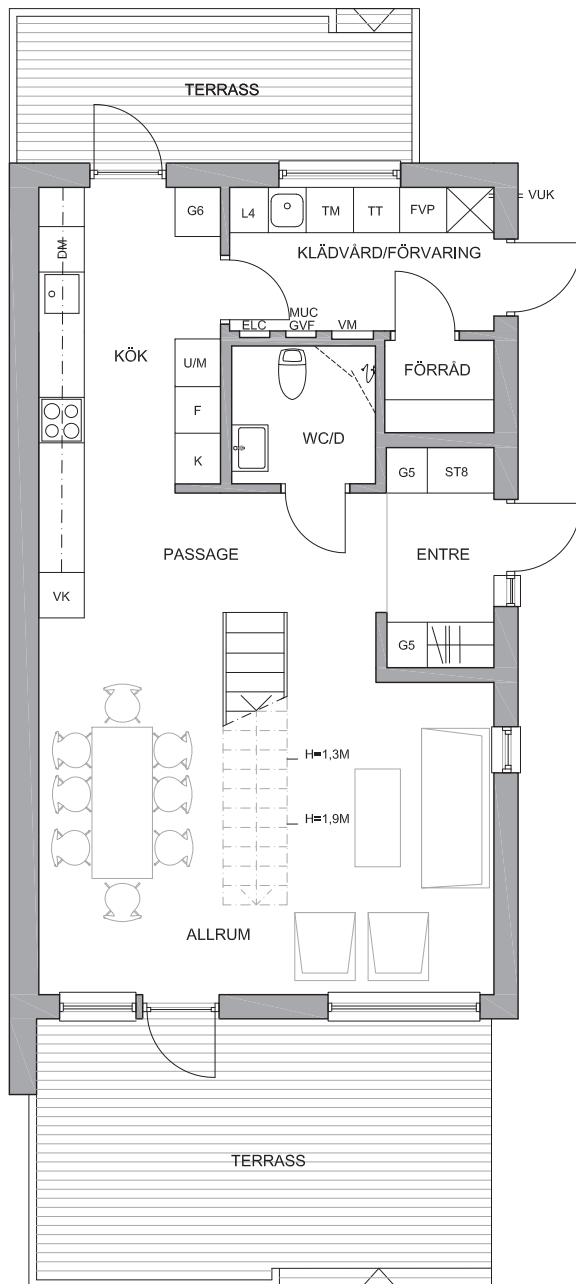 TERRASS
VUK
G6
L4
TM
TT
FVP
KLÄDVÅRD/FÖRVARING
DM
ELC
MUC
GVF
VM
KÖK
U/M
FÖRRÅD
F
WC/D
K
G5
ST8
PASSAGE
ENTRE
VK
G5
H=1,3M
H=1,9M
ALLRUM
TERRASS